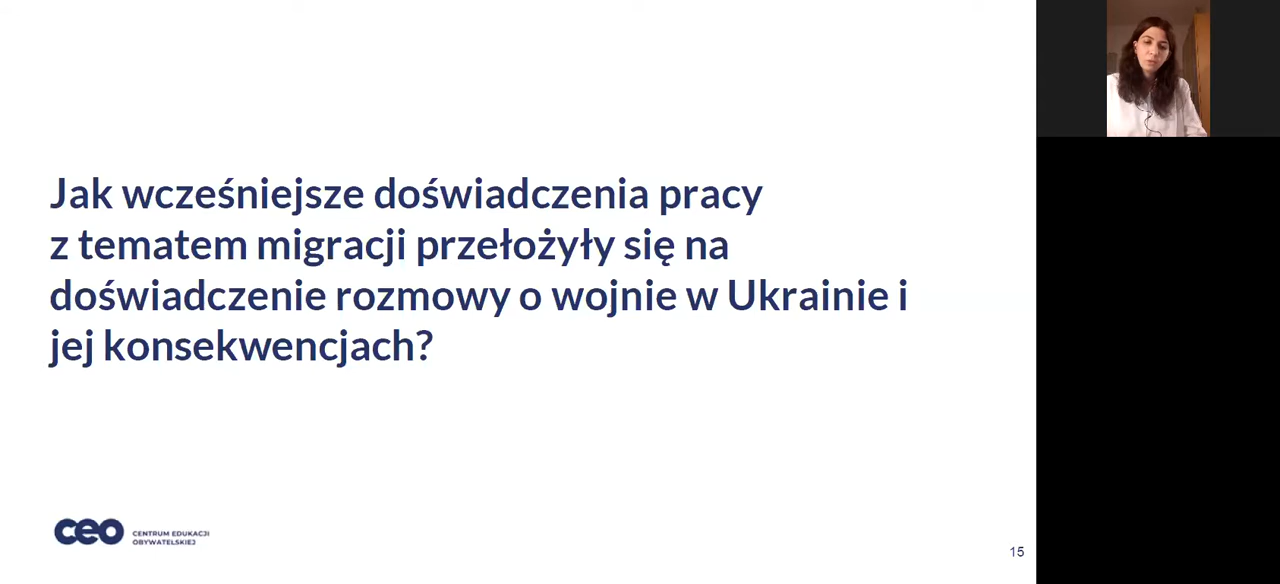 Jak wcześniejsze doświadczenia pracy
z tematem migracji przełożyły się na
doświadczenie rozmowy o wojnie w Ukrainie i
jej konsekwencjach?
ceo CENTRUM EDUKACJI
OBYWATELSKIEJ
15